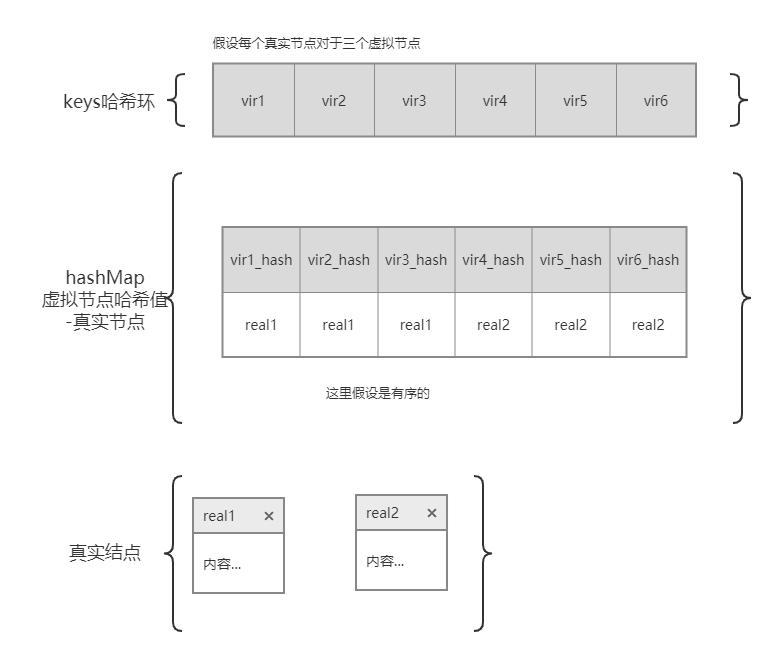 假设每个真实节点对于三个虚拟节点
keys哈希环
vir1 vir2 vir3 vir4 vir5 vir6
hashMap
虚拟节点哈希值
-真实节点
vir1_hash vir2_hash vir3_hash vir4_hash vir5_hash vir6_hash
real1 real1 real1 real2 real2 real2
这里假设是有序的
真实结点
real1 ×
内容...
real2 ×
内容...